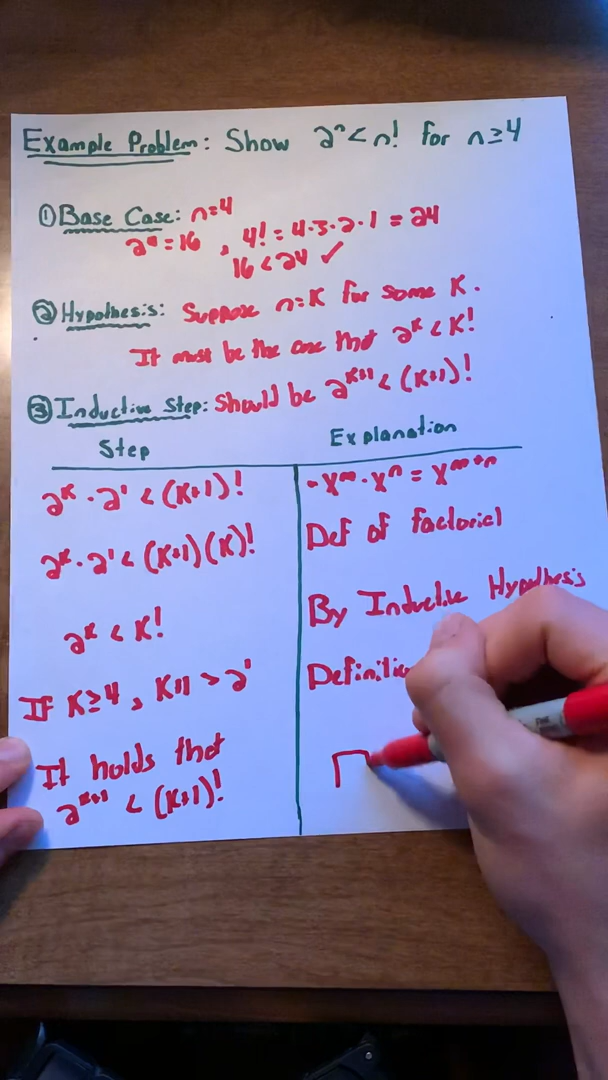 Example Problem: Show 2ⁿ < n! for n ≥ 4
① Base Case: n=4
2⁴ = 16 , 4! = 4·3·2·1 = 24
16 < 24 ✓
② Hypothesis: Suppose n=K for some K.
It must be the one that 2ᴷ < K!
③ Inductive Step: Should be 2ᴷ⁺¹ < (K+1)!
Step
Explanation
2ᴷ · 2¹ < (K+1)!
- xᵐ · xⁿ = xᵐ⁺ⁿ
2ᴷ · 2¹ < (K+1)(K)!
Def of factorial
2ᴷ < K!
By Inductive Hypothesis
If K ≥ 4, K+1 > 2¹
It holds that
2ᴷ⁺¹ < (K+1)!